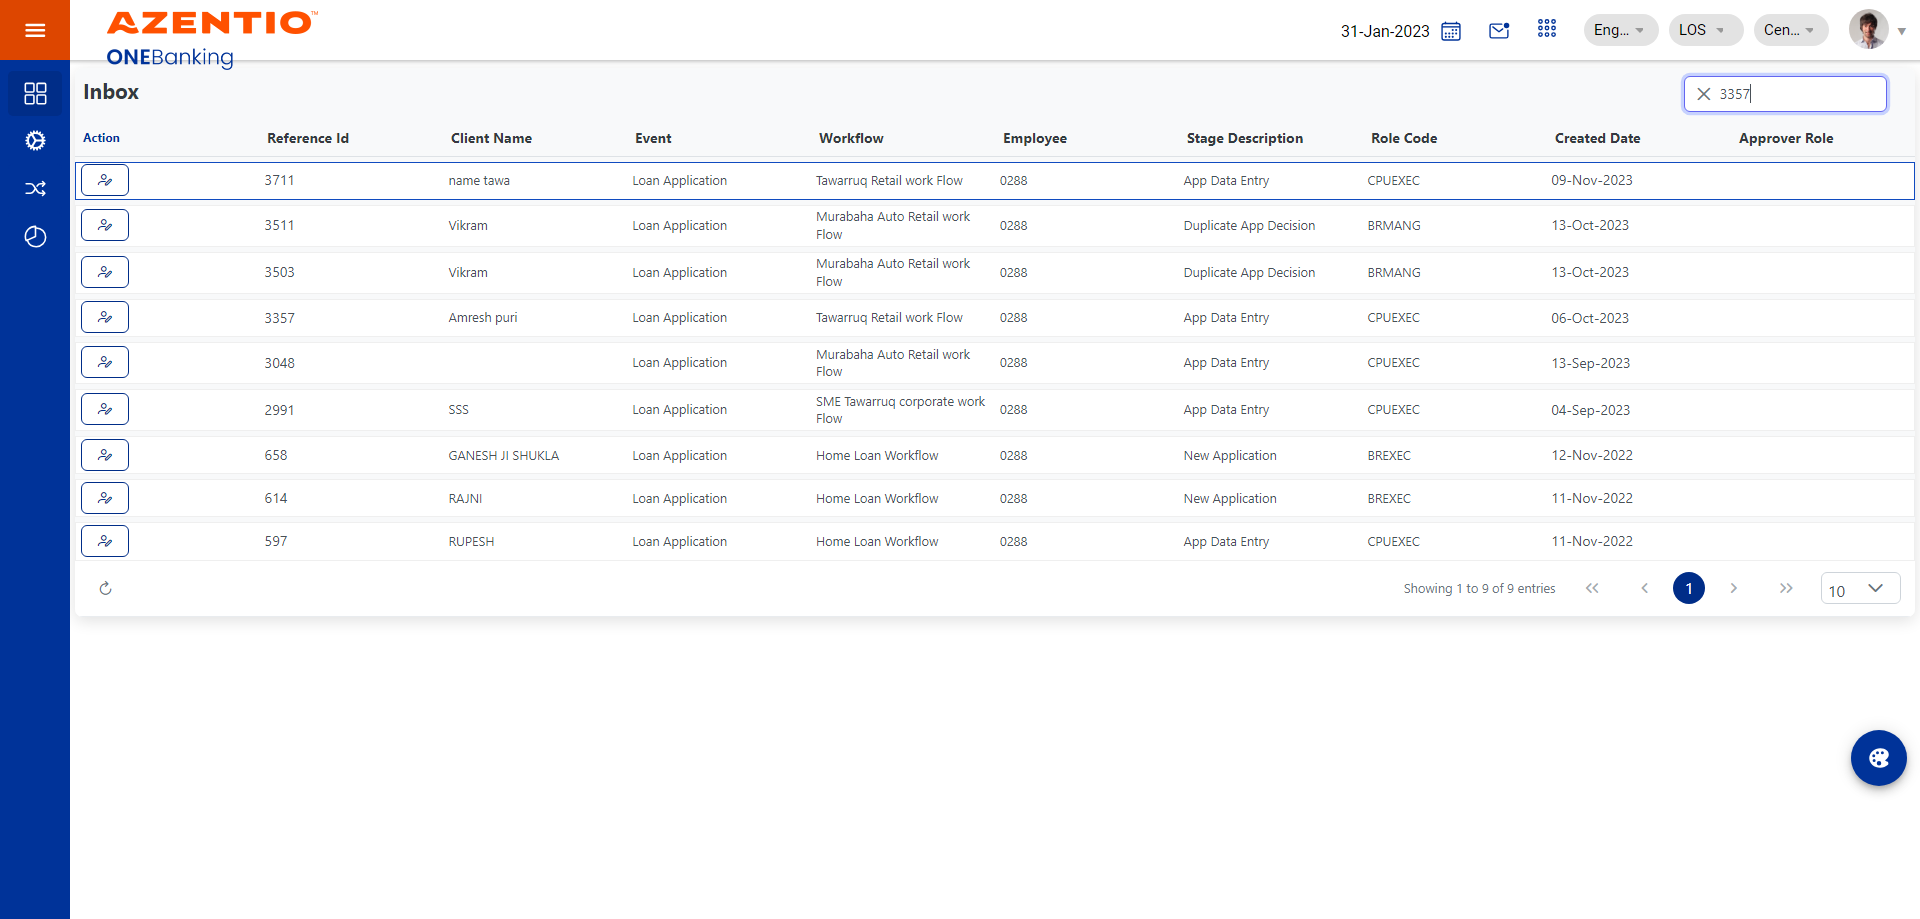 AZENTIO™
ONEBanking
31-Jan-2023
Eng...
LOS
Cen...
Inbox
3357
Action Reference Id Client Name Event Workflow Employee Stage Description Role Code Created Date Approver Role
3711 name tawa Loan Application Tawarruq Retail work Flow 0288 App Data Entry CPUEXEC 09-Nov-2023
3511 Vikram Loan Application Murabaha Auto Retail work Flow 0288 Duplicate App Decision BRMANG 13-Oct-2023
3503 Vikram Loan Application Murabaha Auto Retail work Flow 0288 Duplicate App Decision BRMANG 13-Oct-2023
3357 Amresh puri Loan Application Tawarruq Retail work Flow 0288 App Data Entry CPUEXEC 06-Oct-2023
3048 Loan Application Murabaha Auto Retail work Flow 0288 App Data Entry CPUEXEC 13-Sep-2023
2991 SSS Loan Application SME Tawarruq corporate work Flow 0288 App Data Entry CPUEXEC 04-Sep-2023
658 GANESH JI SHUKLA Loan Application Home Loan Workflow 0288 New Application BREXEC 12-Nov-2022
614 RAJNI Loan Application Home Loan Workflow 0288 New Application BREXEC 11-Nov-2022
597 RUPESH Loan Application Home Loan Workflow 0288 App Data Entry CPUEXEC 11-Nov-2022
Showing 1 to 9 of 9 entries
1
10